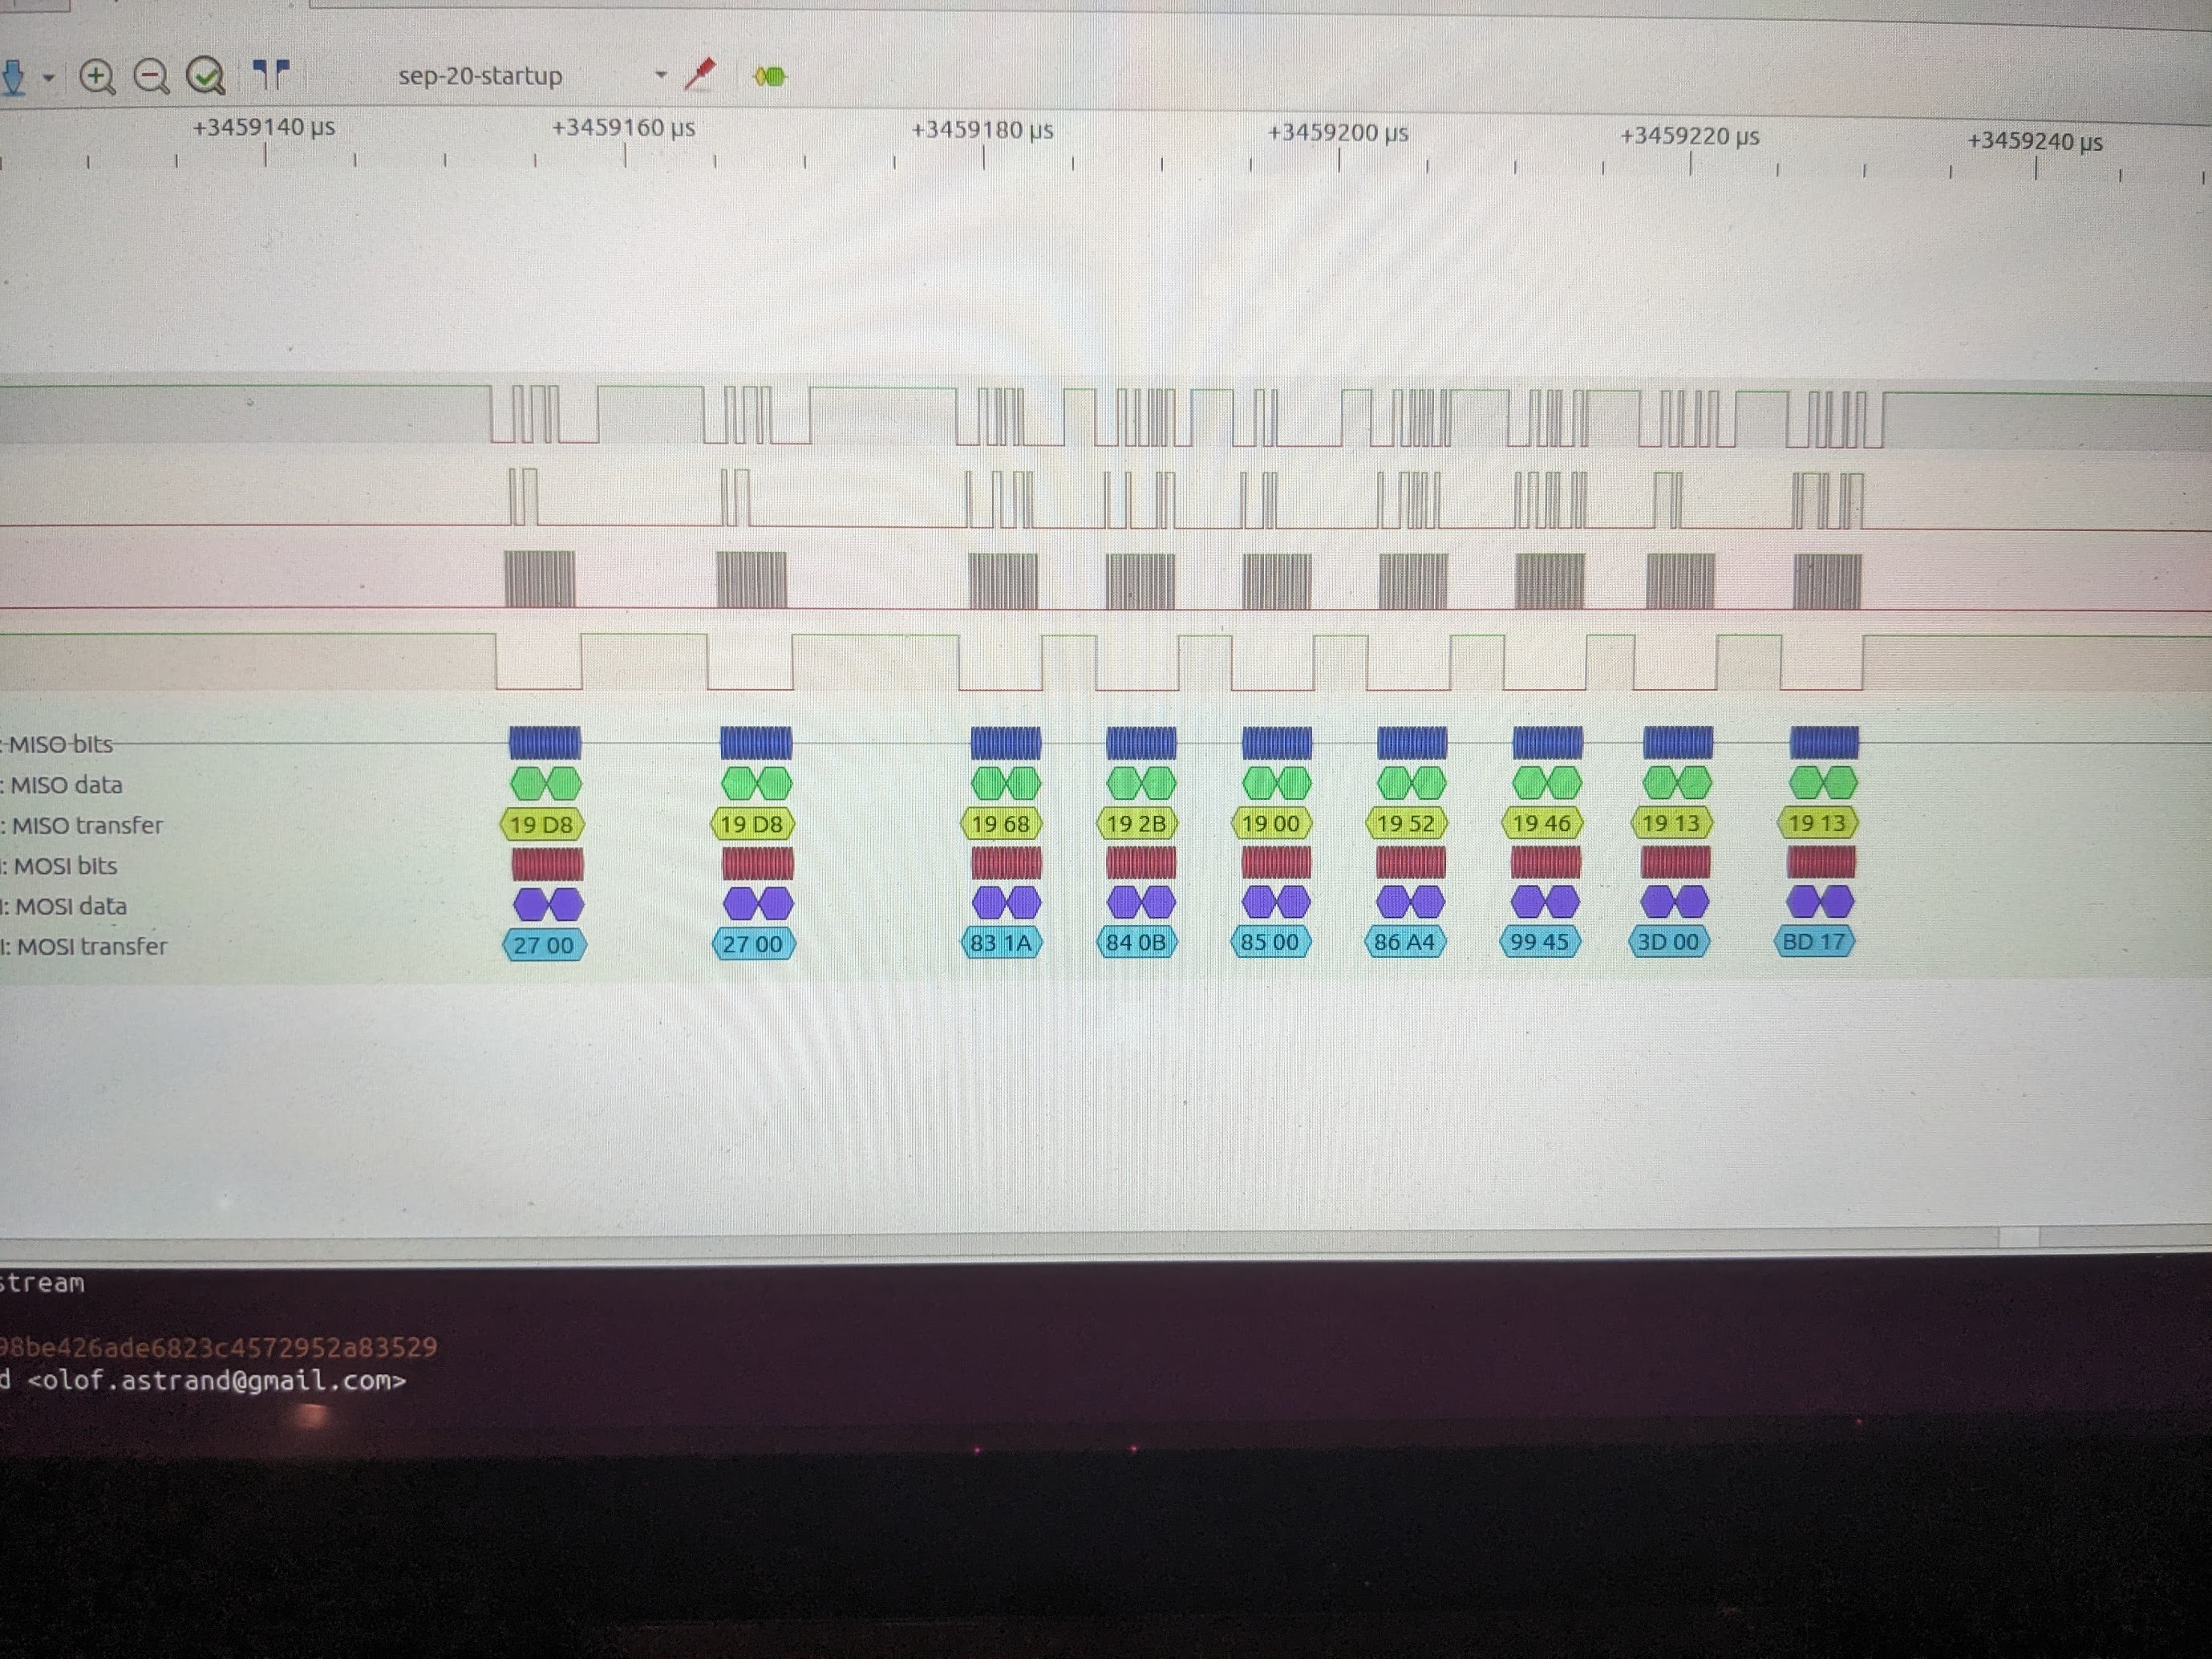 sep-20-startup
+3459140 µs +3459160 µs +3459180 µs +3459200 µs +3459220 µs +3459240 µs
: MISO bits
: MISO data
: MISO transfer 19 D8 19 D8 19 68 19 2B 19 00 19 52 19 46 19 13 19 13
I: MOSI bits
I: MOSI data
I: MOSI transfer 27 00 27 00 83 1A 84 0B 85 00 86 A4 99 45 3D 00 BD 17
stream
98be426ade6823c4572952a83529
d <olof.astrand@gmail.com>